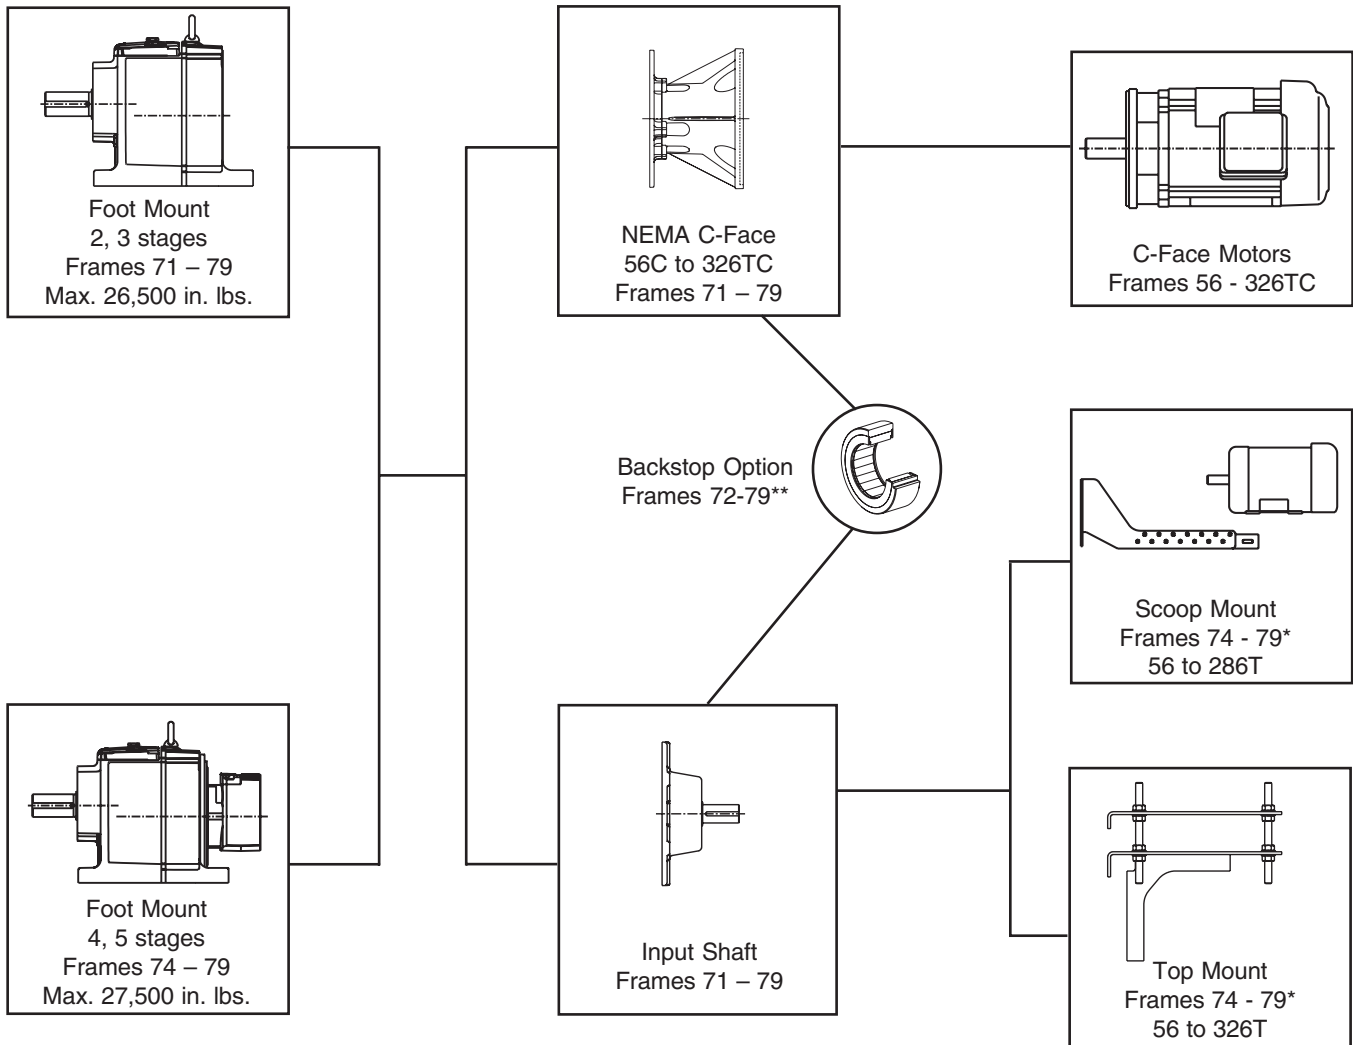 Foot Mount
2, 3 stages
Frames 71 – 79
Max. 26,500 in. lbs.
NEMA C-Face
56C to 326TC
Frames 71 – 79
C-Face Motors
Frames 56 - 326TC
Backstop Option
Frames 72-79**
Scoop Mount
Frames 74 - 79*
56 to 286T
Foot Mount
4, 5 stages
Frames 74 – 79
Max. 27,500 in. lbs.
Input Shaft
Frames 71 – 79
Top Mount
Frames 74 - 79*
56 to 326T